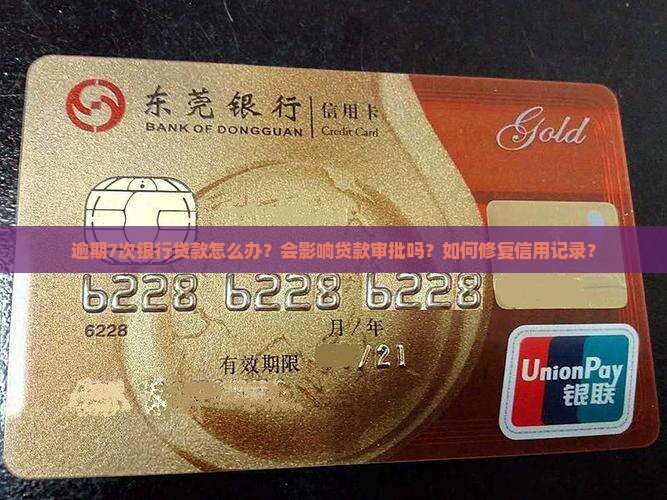 东莞银行
BANK OF DONGGUAN
信用卡
Credit Card
Gold
逾期7次银行贷款怎么办？会影响贷款审批吗？如何修复信用记录？
6228 6228 6228
6228
月/年
有效期限 /21
UnionPay
银联